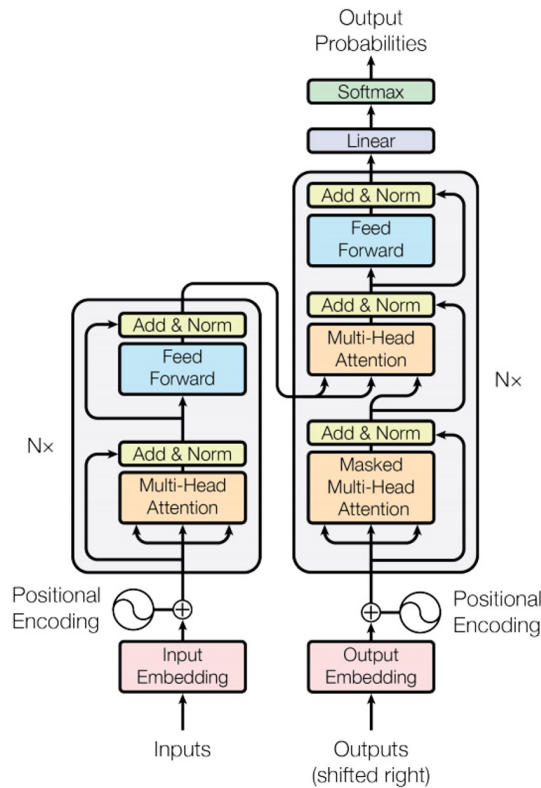 Output
Probabilities
Softmax
Linear
Add & Norm
Feed
Forward
Add & Norm
Multi-Head
Attention
Add & Norm
Masked
Multi-Head
Attention
N×
Add & Norm
Feed
Forward
Add & Norm
Multi-Head
Attention
N×
Positional
Encoding
Positional
Encoding
Input
Embedding
Output
Embedding
Inputs
Outputs
(shifted right)